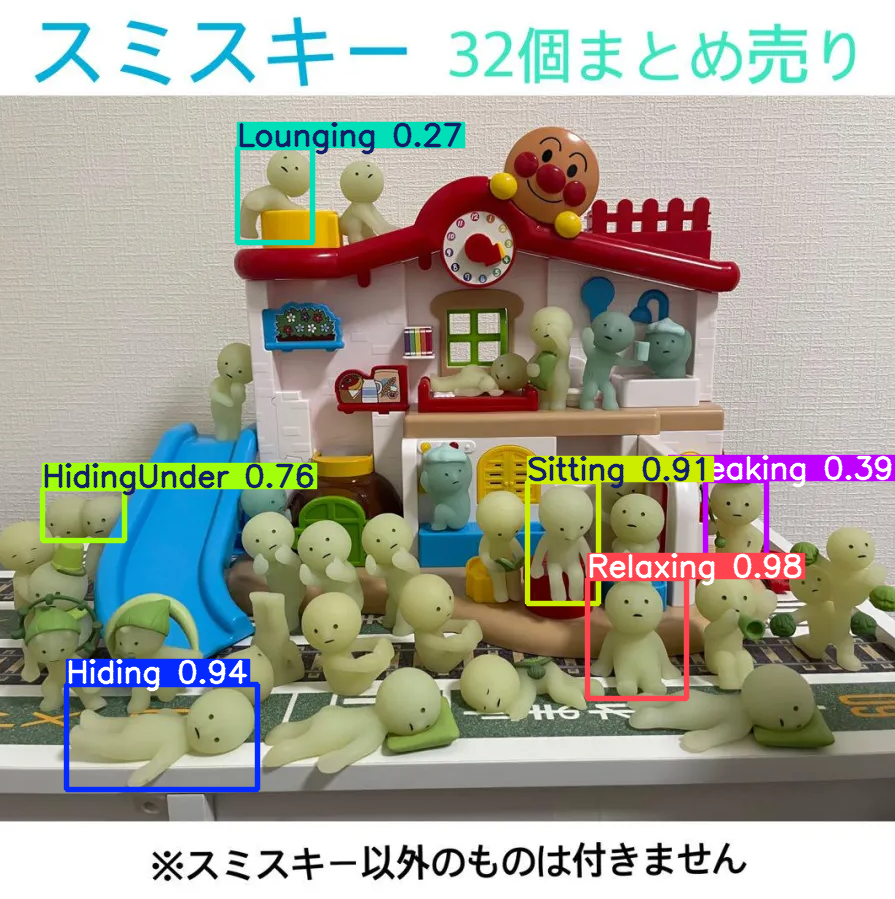 スミスキー 32個まとめ売り
Lounging 0.27
HidingUnder 0.76
Sitting 0.91
eaking 0.39
Relaxing 0.98
Hiding 0.94
※スミスキー以外のものは付きません